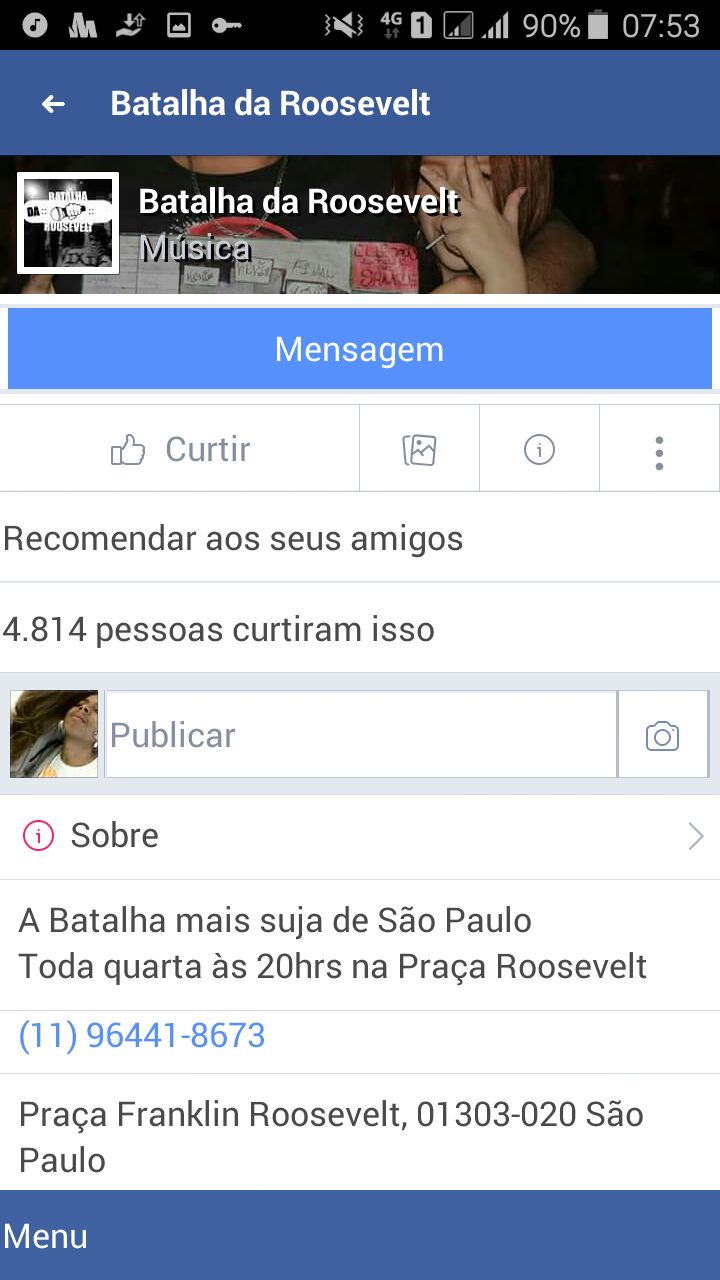 4G 1 90% 07:53
Batalha da Roosevelt
BATALHA
DA
ROOSEVELT
Batalha da Roosevelt
Música
Mensagem
Curtir
Recomendar aos seus amigos
4.814 pessoas curtiram isso
Publicar
Sobre
A Batalha mais suja de São Paulo
Toda quarta às 20hrs na Praça Roosevelt
(11) 96441-8673
Praça Franklin Roosevelt, 01303-020 São
Paulo
Menu